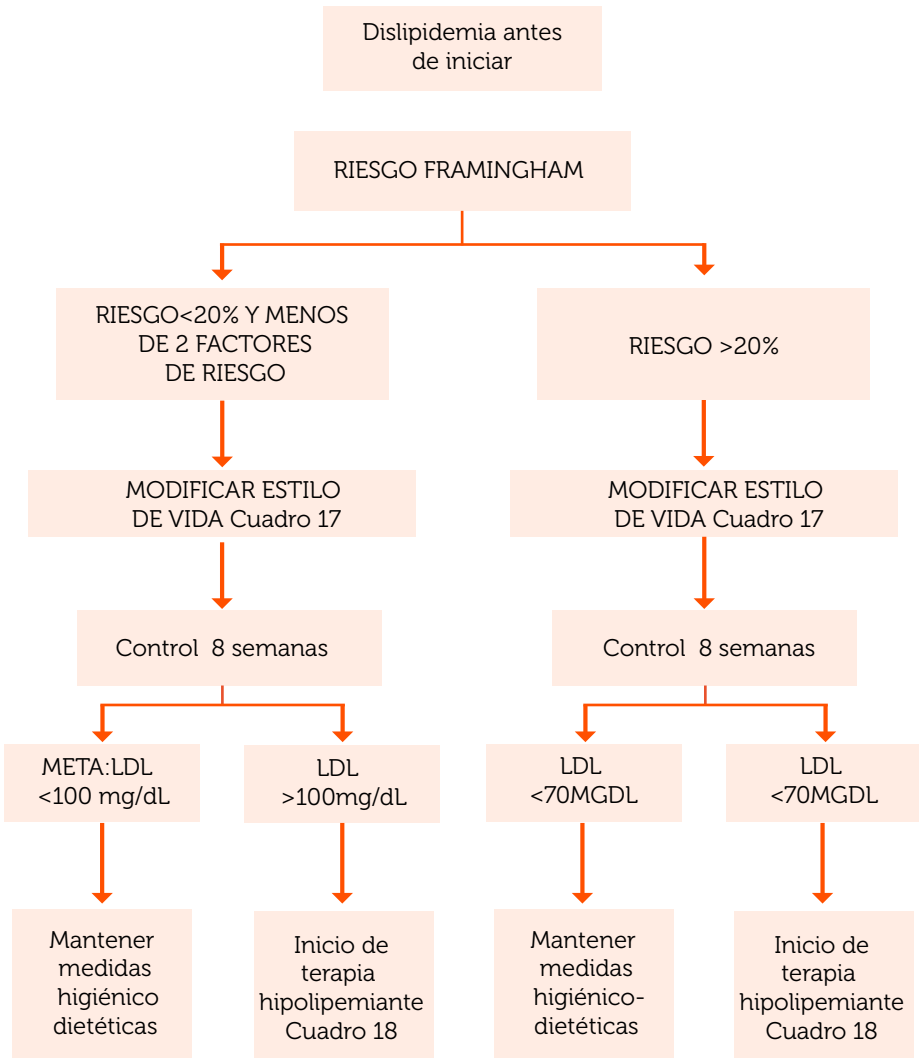 Dislipidemia antes
de iniciar
RIESGO FRAMINGHAM
RIESGO<20% Y MENOS
DE 2 FACTORES
DE RIESGO
RIESGO >20%
MODIFICAR ESTILO
DE VIDA Cuadro 17
MODIFICAR ESTILO
DE VIDA Cuadro 17
Control 8 semanas
Control 8 semanas
META:LDL
<100 mg/dL
LDL
>100mg/dL
LDL
<70MGDL
LDL
<70MGDL
Mantener
medidas
higiénico
dietéticas
Inicio de
terapia
hipolipemiante
Cuadro 18
Mantener
medidas
higiénico-
dietéticas
Inicio de
terapia
hipolipemiante
Cuadro 18